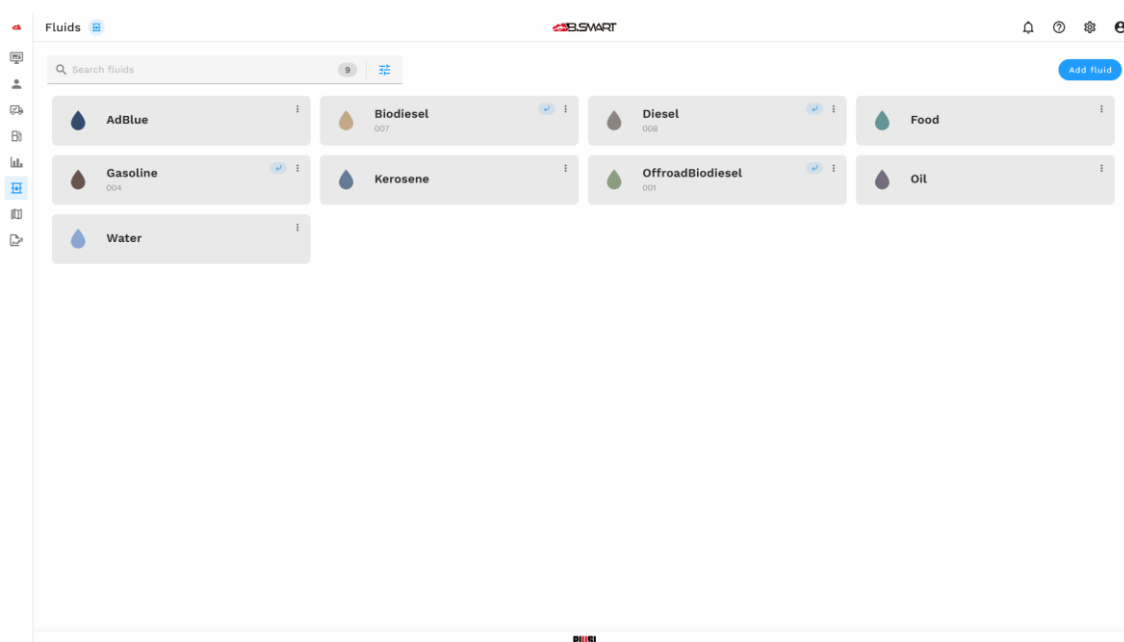 Fluids
B.SMART
Search fluids
9
Add fluid
AdBlue
Biodiesel
007
Diesel
008
Food
Gasoline
004
Kerosene
OffroadBiodiesel
001
Oil
Water
PIUSI